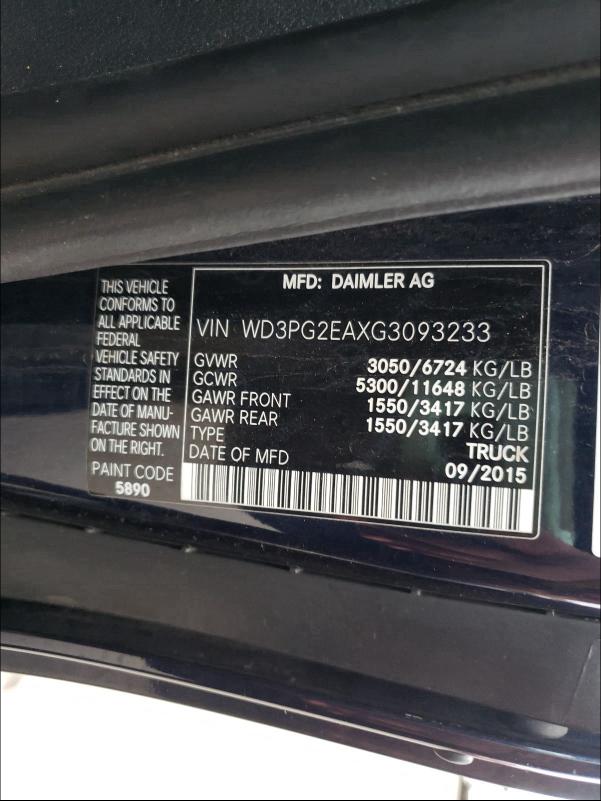 THIS VEHICLE
CONFORMS TO
ALL APPLICABLE
FEDERAL
VEHICLE SAFETY
STANDARDS IN
EFFECT ON THE
DATE OF MANU-
FACTURE SHOWN
ON THE RIGHT.
PAINT CODE
5890
MFD: DAIMLER AG
VIN WD3PG2EAXG3093233
GVWR 3050/6724 KG/LB
GCWR 5300/11648 KG/LB
GAWR FRONT 1550/3417 KG/LB
GAWR REAR 1550/3417 KG/LB
TYPE TRUCK
DATE OF MFD 09/2015